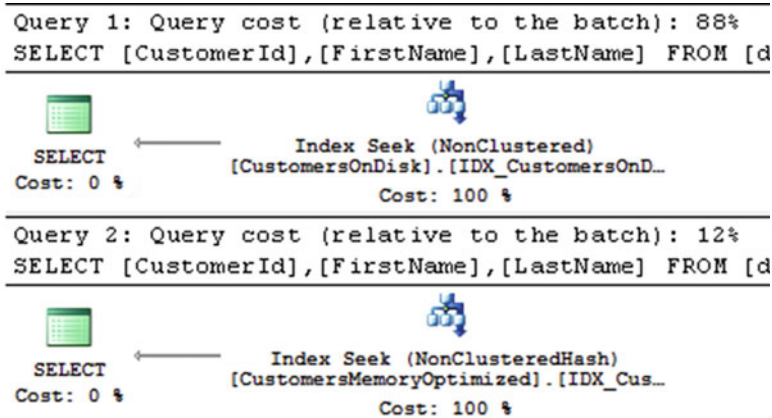 Query 1: Query cost (relative to the batch): 88%
SELECT [CustomerId],[FirstName],[LastName] FROM [d
SELECT
Cost: 0 %
Index Seek (NonClustered)
[CustomersOnDisk].[IDX_CustomersOnD…
Cost: 100 %
Query 2: Query cost (relative to the batch): 12%
SELECT [CustomerId],[FirstName],[LastName] FROM [d
SELECT
Cost: 0 %
Index Seek (NonClusteredHash)
[CustomersMemoryOptimized].[IDX_Cus…
Cost: 100 %